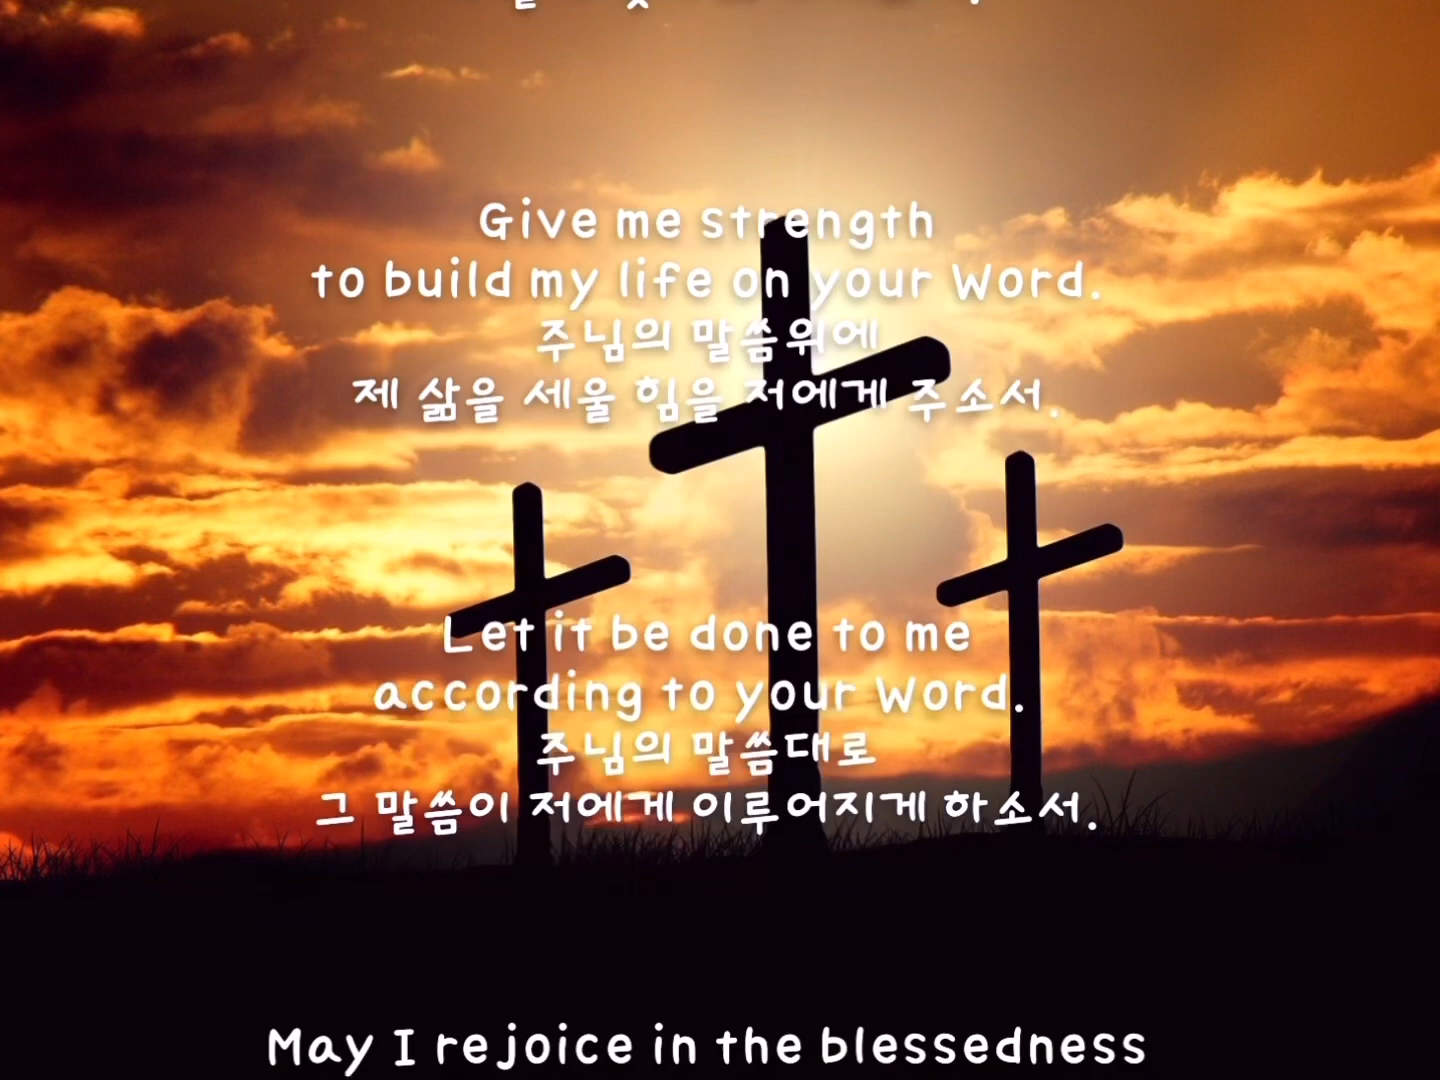 Give me strength
to build my life on your Word.
주님의 말씀위에
제 삶을 세울 힘을 저에게 주소서.
Let it be done to me
according to your Word.
주님의 말씀대로
그 말씀이 저에게 이루어지게 하소서.
May I rejoice in the blessedness